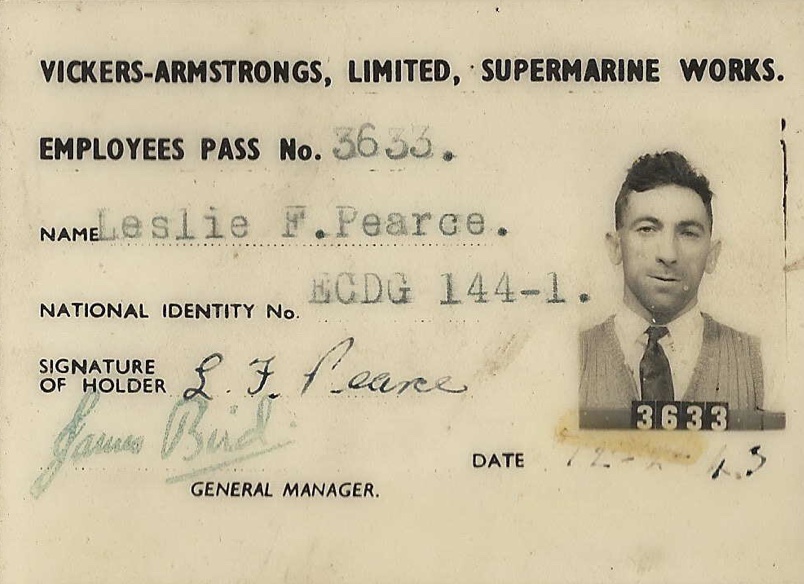 VICKERS-ARMSTRONGS, LIMITED, SUPERMARINE WORKS.
EMPLOYEES PASS No. 3633.
NAME Leslie F. Pearce.
NATIONAL IDENTITY No. ECDG 144-1.
SIGNATURE
OF HOLDER L. F. Pearce
3633
James Bird.
DATE
GENERAL MANAGER.